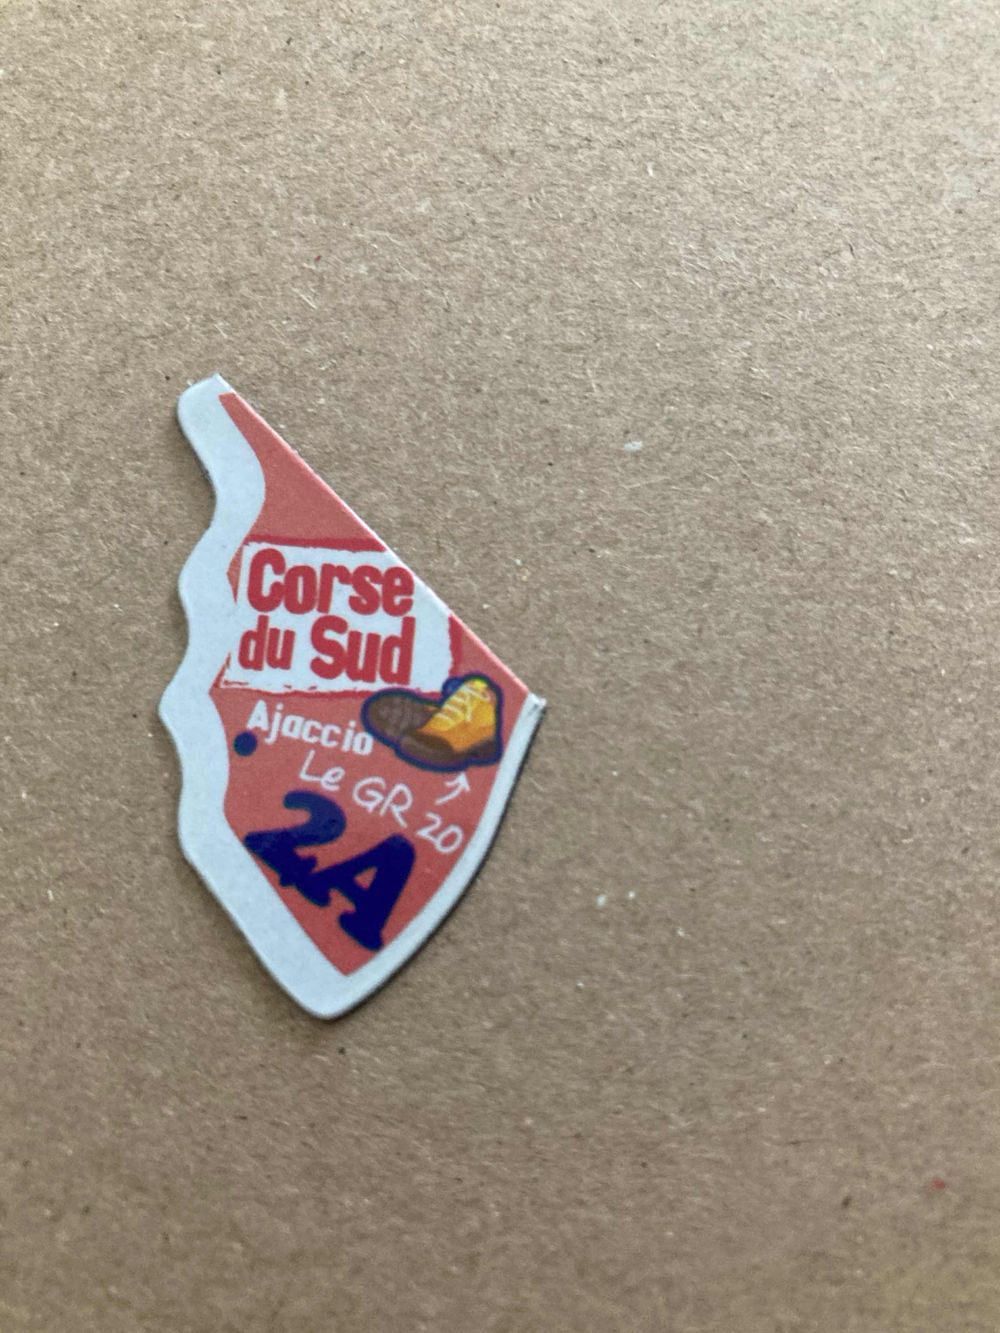 Corse
du Sud
Ajaccio
Le GR 20
2A